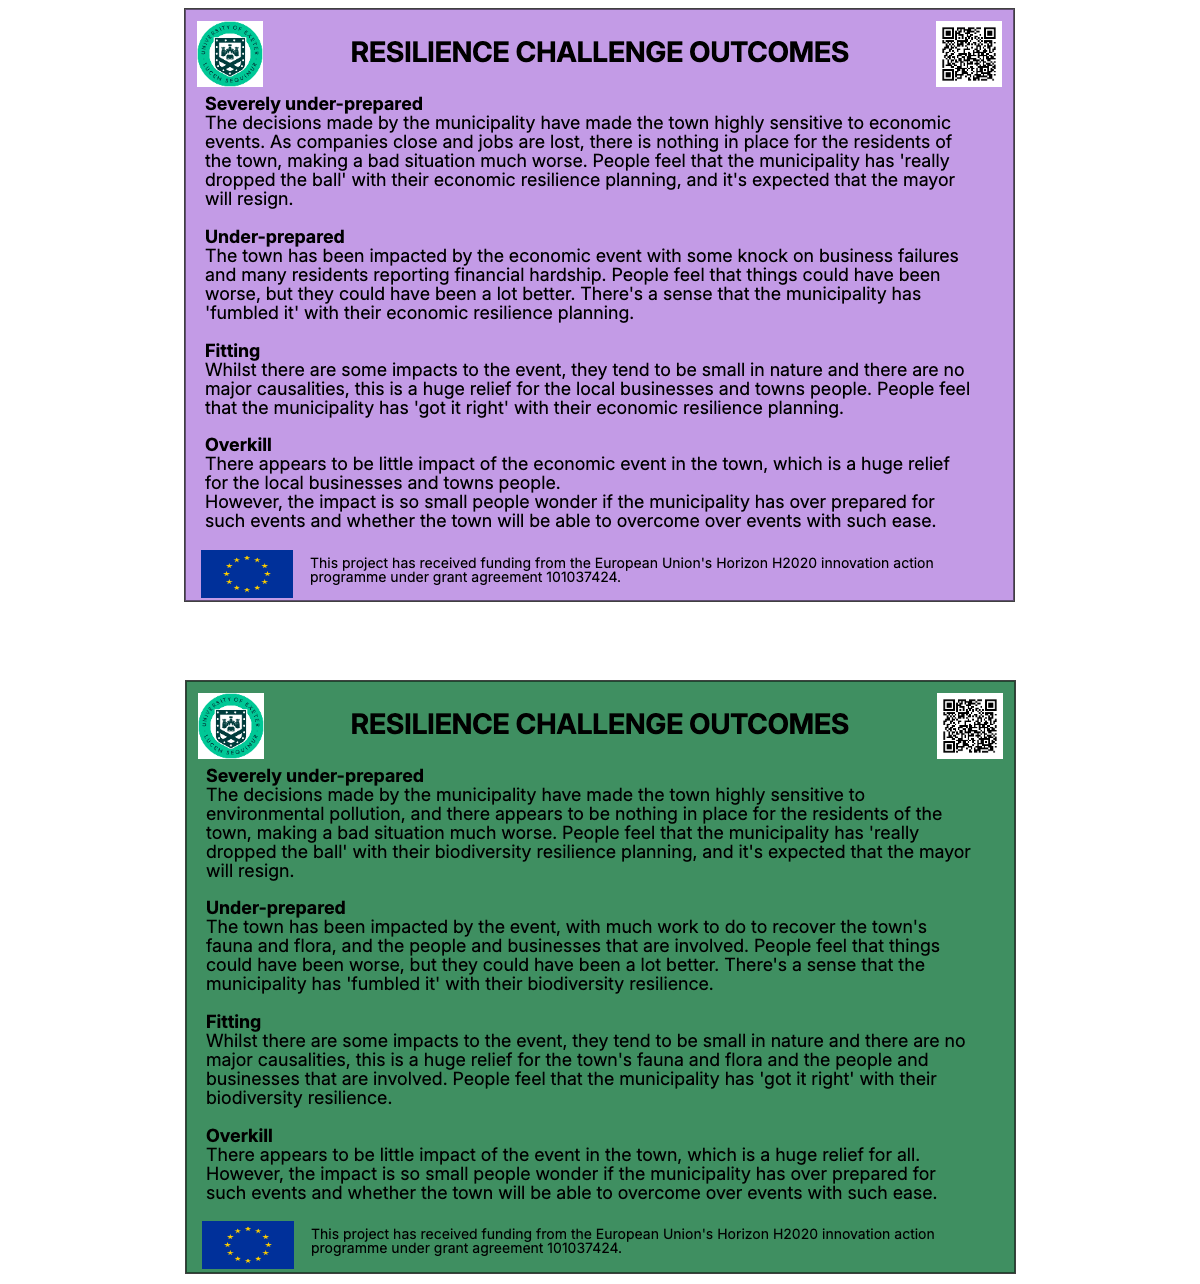 UNIVERSITY OF EXETER
LUCEM SEQUIMUR
RESILIENCE CHALLENGE OUTCOMES
Severely under-prepared
The decisions made by the municipality have made the town highly sensitive to economic
events. As companies close and jobs are lost, there is nothing in place for the residents of
the town, making a bad situation much worse. People feel that the municipality has 'really
dropped the ball' with their economic resilience planning, and it's expected that the mayor
will resign.
Under-prepared
The town has been impacted by the economic event with some knock on business failures
and many residents reporting financial hardship. People feel that things could have been
worse, but they could have been a lot better. There's a sense that the municipality has
'fumbled it' with their economic resilience planning.
Fitting
Whilst there are some impacts to the event, they tend to be small in nature and there are no
major causalities, this is a huge relief for the local businesses and towns people. People feel
that the municipality has 'got it right' with their economic resilience planning.
Overkill
There appears to be little impact of the economic event in the town, which is a huge relief
for the local businesses and towns people.
However, the impact is so small people wonder if the municipality has over prepared for
such events and whether the town will be able to overcome over events with such ease.
This project has received funding from the European Union's Horizon H2020 innovation action
programme under grant agreement 101037424.
UNIVERSITY OF EXETER
LUCEM SEQUIMUR
RESILIENCE CHALLENGE OUTCOMES
Severely under-prepared
The decisions made by the municipality have made the town highly sensitive to
environmental pollution, and there appears to be nothing in place for the residents of the
town, making a bad situation much worse. People feel that the municipality has 'really
dropped the ball' with their biodiversity resilience planning, and it's expected that the mayor
will resign.
Under-prepared
The town has been impacted by the event, with much work to do to recover the town's
fauna and flora, and the people and businesses that are involved. People feel that things
could have been worse, but they could have been a lot better. There's a sense that the
municipality has 'fumbled it' with their biodiversity resilience.
Fitting
Whilst there are some impacts to the event, they tend to be small in nature and there are no
major causalities, this is a huge relief for the town's fauna and flora and the people and
businesses that are involved. People feel that the municipality has 'got it right' with their
biodiversity resilience.
Overkill
There appears to be little impact of the event in the town, which is a huge relief for all.
However, the impact is so small people wonder if the municipality has over prepared for
such events and whether the town will be able to overcome over events with such ease.
This project has received funding from the European Union's Horizon H2020 innovation action
programme under grant agreement 101037424.